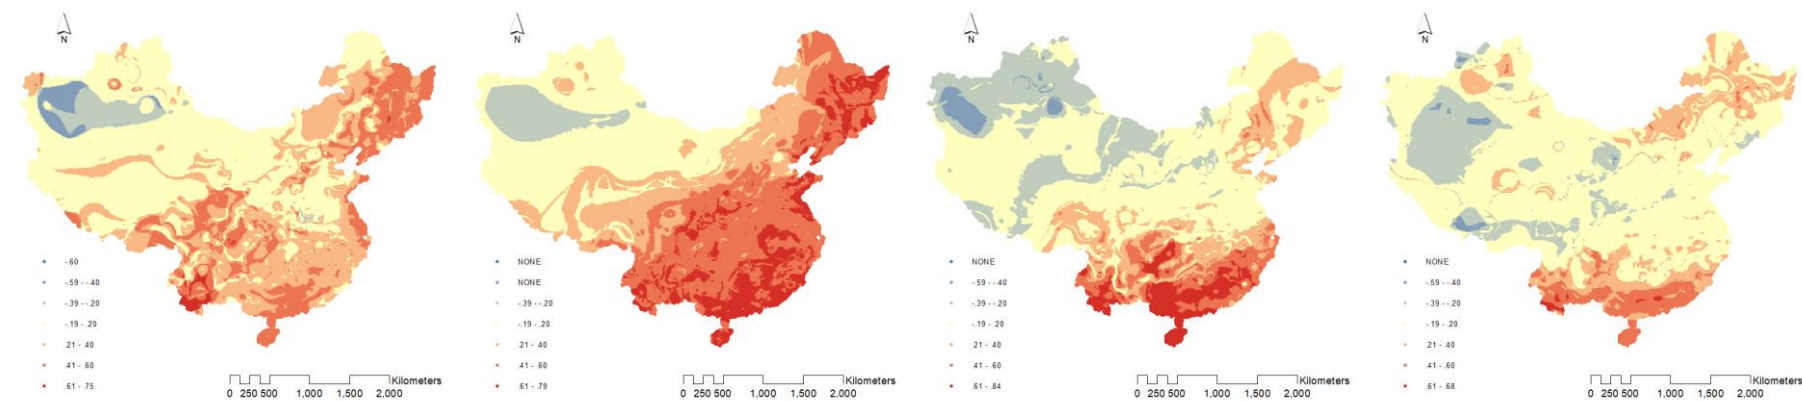 N
-.60
-.59 - -.40
-.39 - -.20
-.19 - .20
.21 - .40
.41 - .60
.61 - .75
Kilometers
0 250 500 1,000 1,500 2,000
N
NONE
NONE
-.39 - -.20
-.19 - .20
.21 - .40
.41 - .60
.61 - .79
Kilometers
0 250 500 1,000 1,500 2,000
N
NONE
-.59 - -.40
-.39 - -.20
-.19 - .20
.21 - .40
.41 - .60
.61 - .84
Kilometers
0 250 500 1,000 1,500 2,000
N
NONE
-.59 - -.40
-.39 - -.20
-.19 - .20
.21 - .40
.41 - .60
.61 - .68
Kilometers
0 250 500 1,000 1,500 2,000